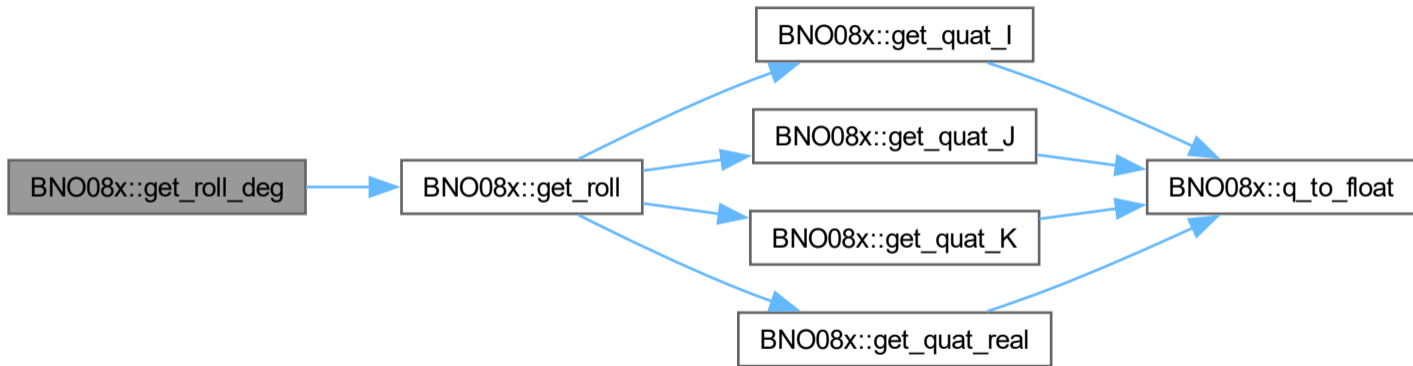 BNO08x::get_roll_deg
BNO08x::get_roll
BNO08x::get_quat_I
BNO08x::get_quat_J
BNO08x::get_quat_K
BNO08x::get_quat_real
BNO08x::q_to_float